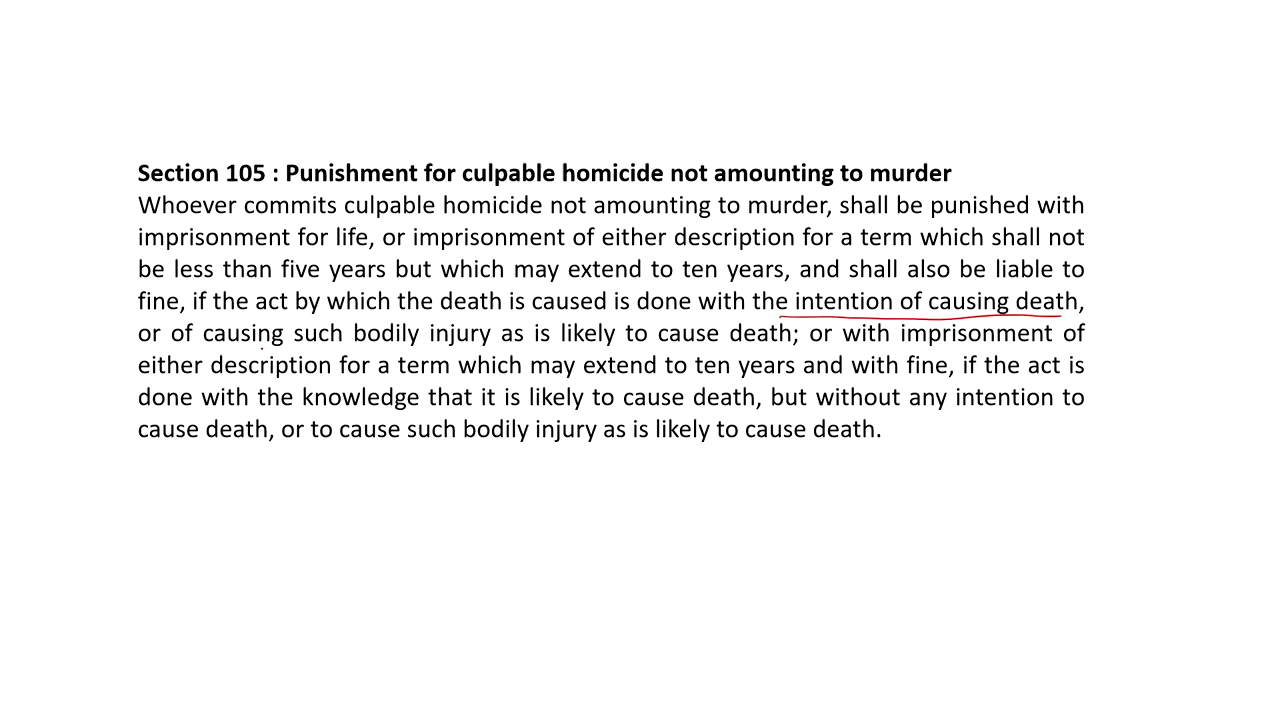 Section 105 : Punishment for culpable homicide not amounting to murder
Whoever commits culpable homicide not amounting to murder, shall be punished with
imprisonment for life, or imprisonment of either description for a term which shall not
be less than five years but which may extend to ten years, and shall also be liable to
fine, if the act by which the death is caused is done with the intention of causing death,
or of causing such bodily injury as is likely to cause death; or with imprisonment of
either description for a term which may extend to ten years and with fine, if the act is
done with the knowledge that it is likely to cause death, but without any intention to
cause death, or to cause such bodily injury as is likely to cause death.